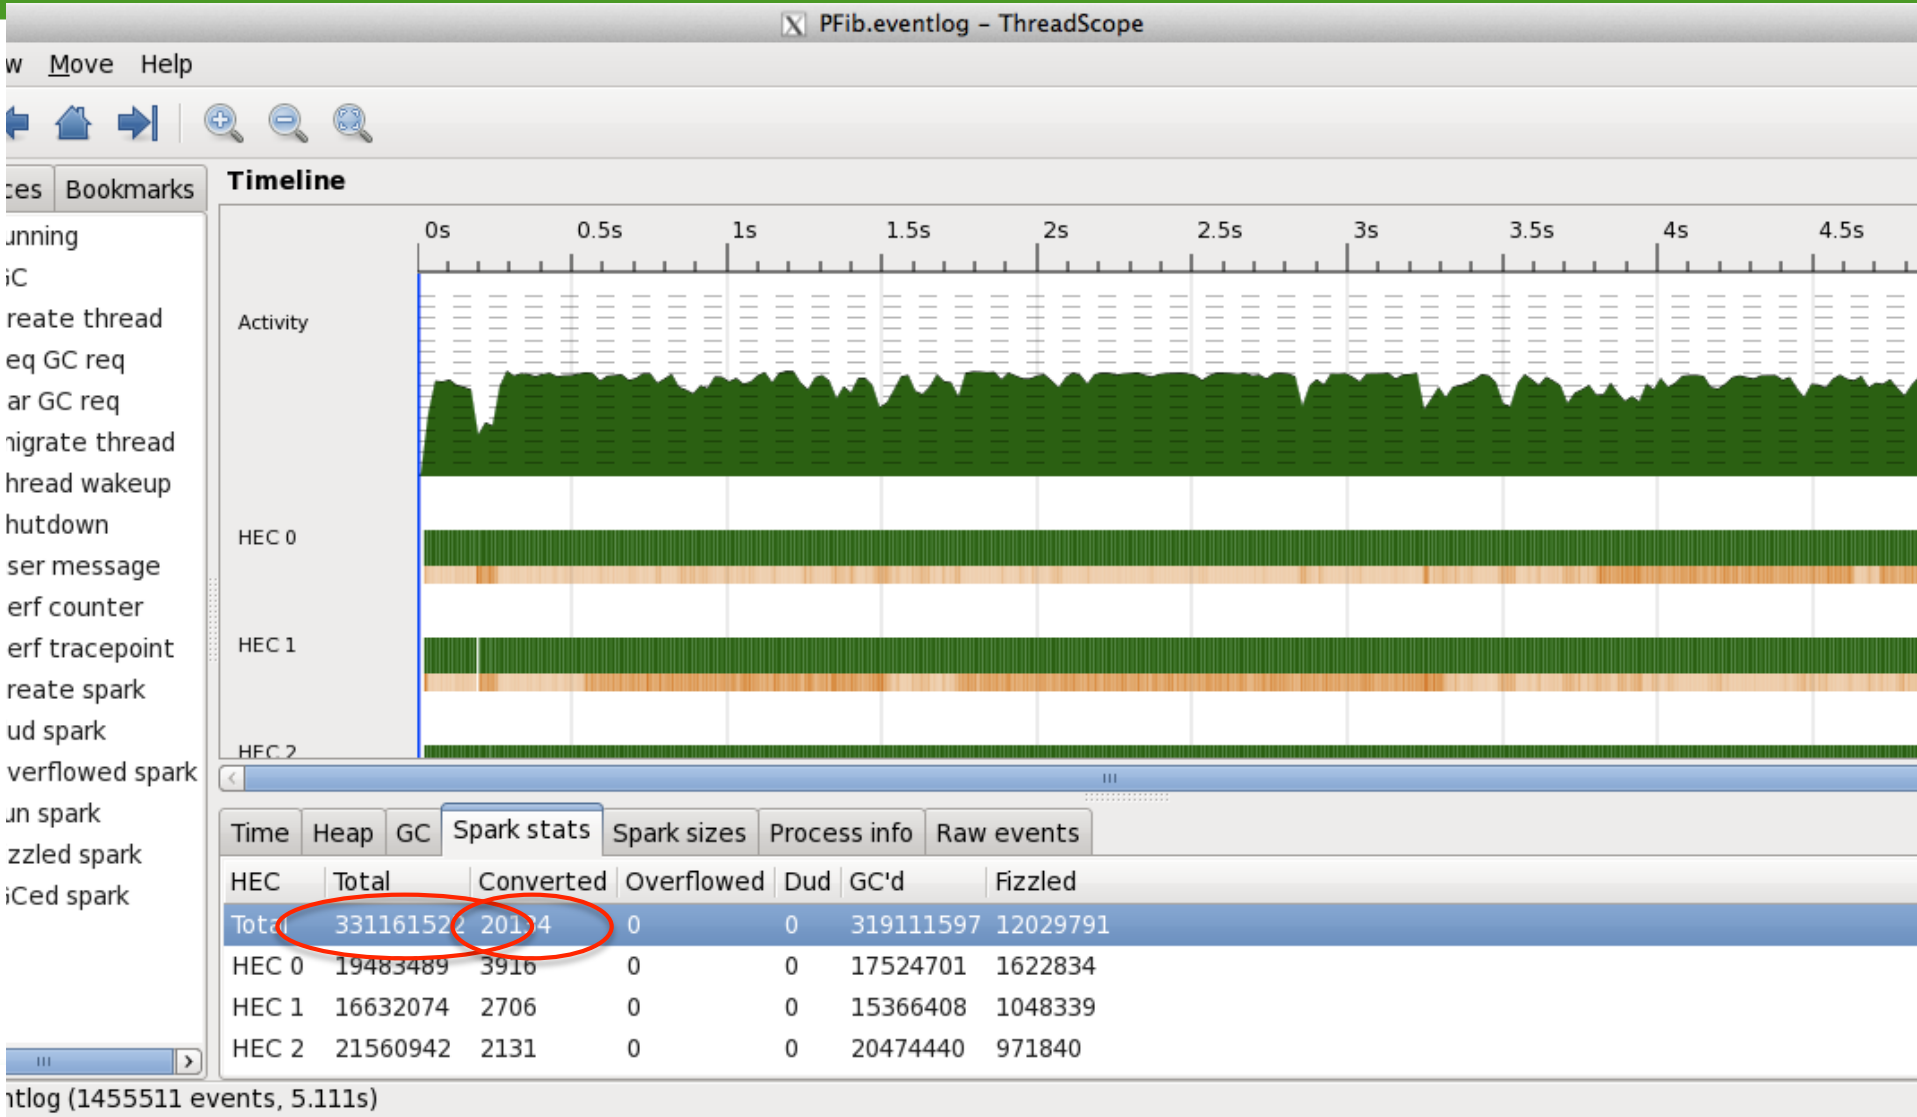 PFib.eventlog – ThreadScope
w Move Help
ces Bookmarks
Timeline
unning
GC
reate thread
eq GC req
ar GC req
nigrate thread
hread wakeup
hutdown
ser message
erf counter
erf tracepoint
reate spark
ud spark
verflowed spark
un spark
zzled spark
GCed spark
0s 0.5s 1s 1.5s 2s 2.5s 3s 3.5s 4s 4.5s
Activity
HEC 0
HEC 1
HEC 2
Time Heap GC Spark stats Spark sizes Process info Raw events
HEC Total Converted Overflowed Dud GC'd Fizzled
Total 331161522 20134 0 0 319111597 12029791
HEC 0 19483489 3916 0 0 17524701 1622834
HEC 1 16632074 2706 0 0 15366408 1048339
HEC 2 21560942 2131 0 0 20474440 971840
ntlog (1455511 events, 5.111s)